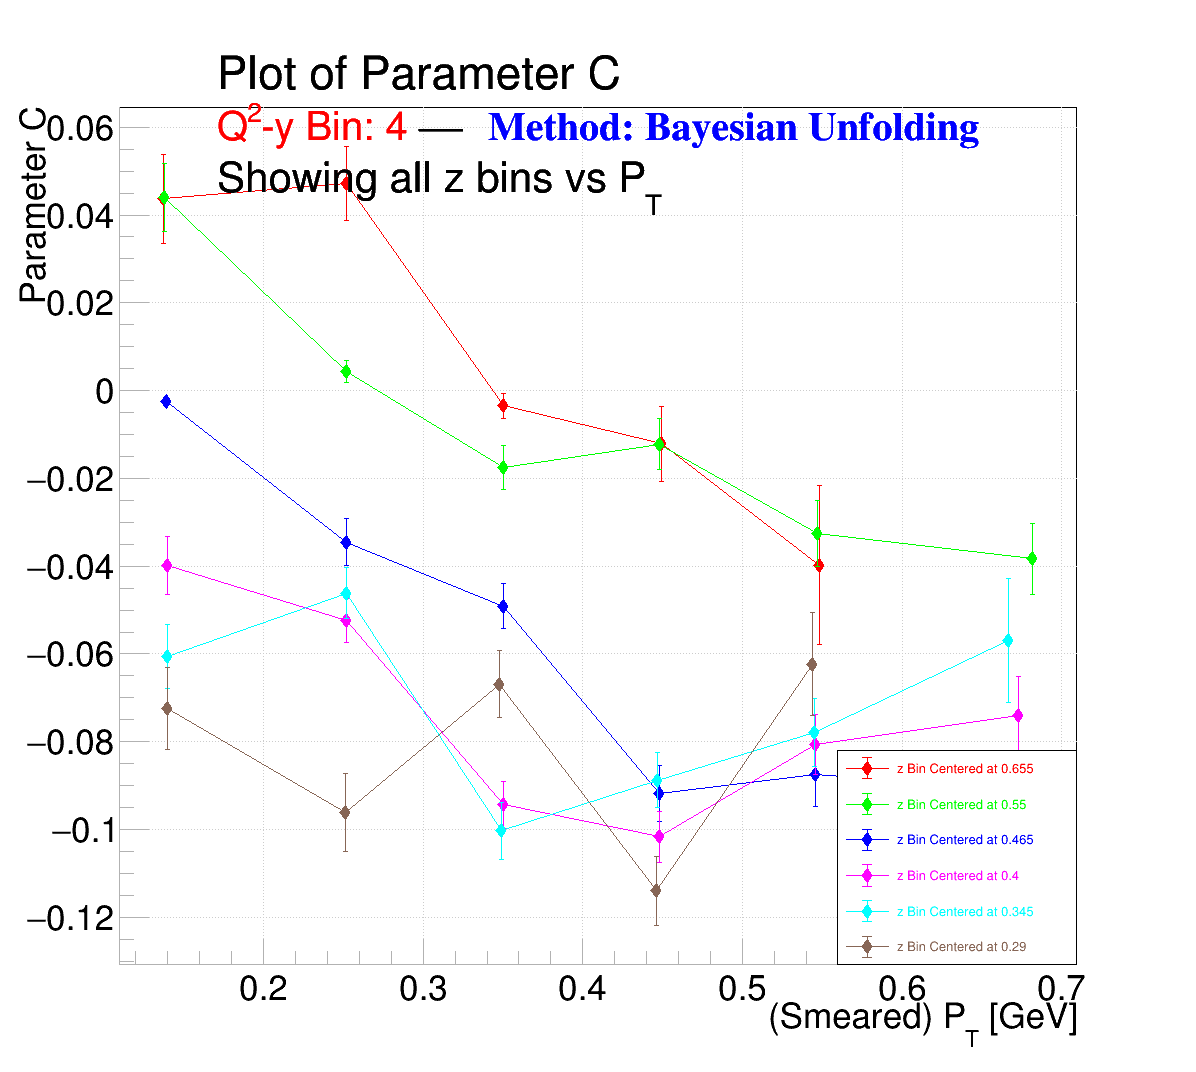 Plot of Parameter C
Q²-y Bin: 4 — Method: Bayesian Unfolding
Showing all z bins vs P_T
Parameter C
0.06
0.04
0.02
0
−0.02
−0.04
−0.06
−0.08
−0.1
−0.12
z Bin Centered at 0.655
z Bin Centered at 0.55
z Bin Centered at 0.465
z Bin Centered at 0.4
z Bin Centered at 0.345
z Bin Centered at 0.29
0.2 0.3 0.4 0.5 0.6 0.7
(Smeared) P_T [GeV]